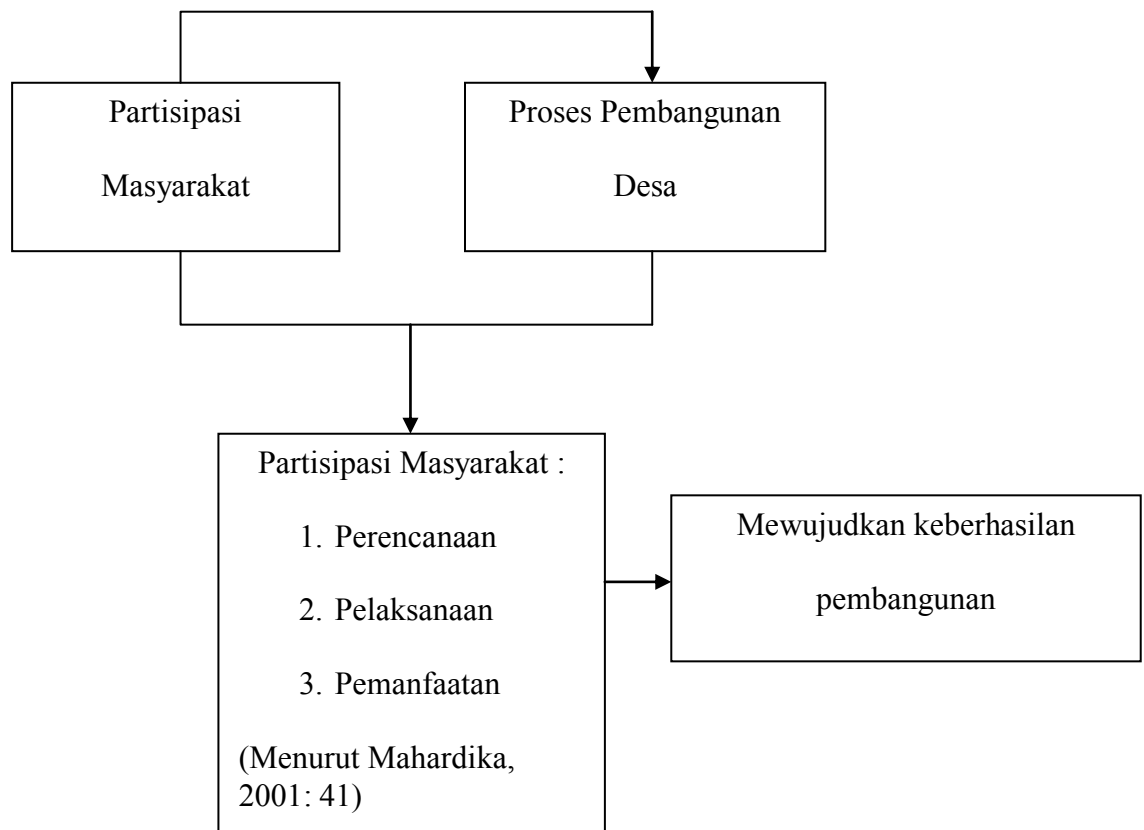 Partisipasi
Masyarakat
Proses Pembangunan
Desa
Partisipasi Masyarakat :
1. Perencanaan
2. Pelaksanaan
3. Pemanfaatan
(Menurut Mahardika,
2001: 41)
Mewujudkan keberhasilan
pembangunan